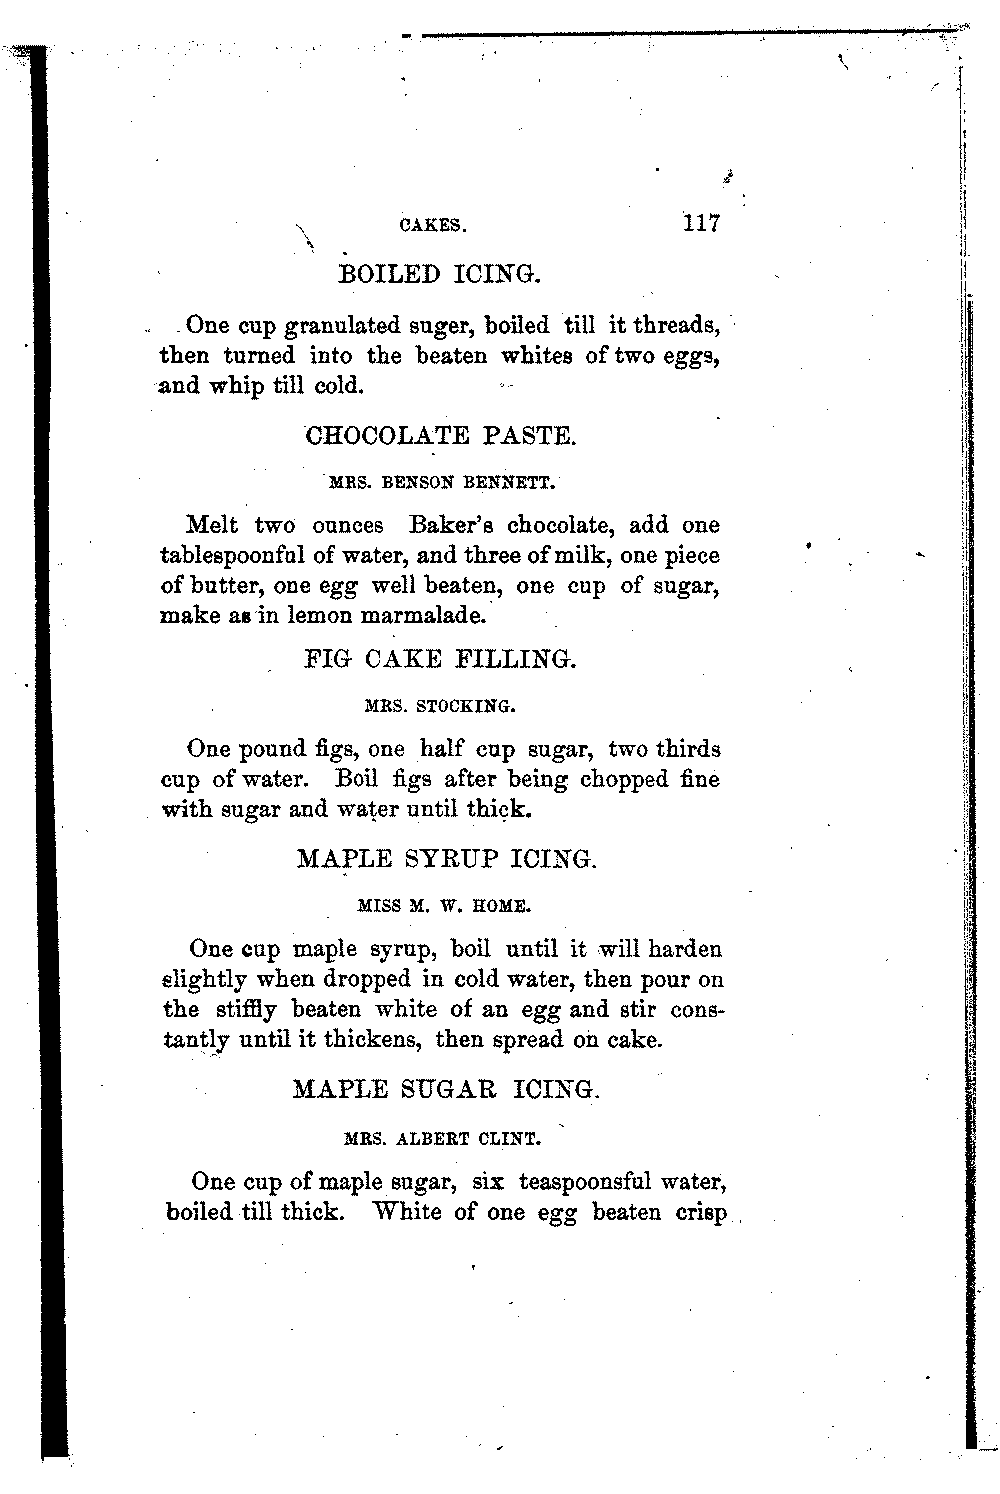 CAKES. 117
BOILED ICING.
One cup granulated suger, boiled till it threads,
then turned into the beaten whites of two eggs,
and whip till cold.
CHOCOLATE PASTE.
MRS. BENSON BENNETT.
Melt two ounces Baker's chocolate, add one
tablespoonful of water, and three of milk, one piece
of butter, one egg well beaten, one cup of sugar,
make as in lemon marmalade.
FIG CAKE FILLING.
MRS. STOCKING.
One pound figs, one half cup sugar, two thirds
cup of water. Boil figs after being chopped fine
with sugar and water until thick.
MAPLE SYRUP ICING.
MISS M. W. HOME.
One cup maple syrup, boil until it will harden
slightly when dropped in cold water, then pour on
the stiffly beaten white of an egg and stir cons-
tantly until it thickens, then spread on cake.
MAPLE SUGAR ICING.
MRS. ALBERT CLINT.
One cup of maple sugar, six teaspoonsful water,
boiled till thick. White of one egg beaten crisp